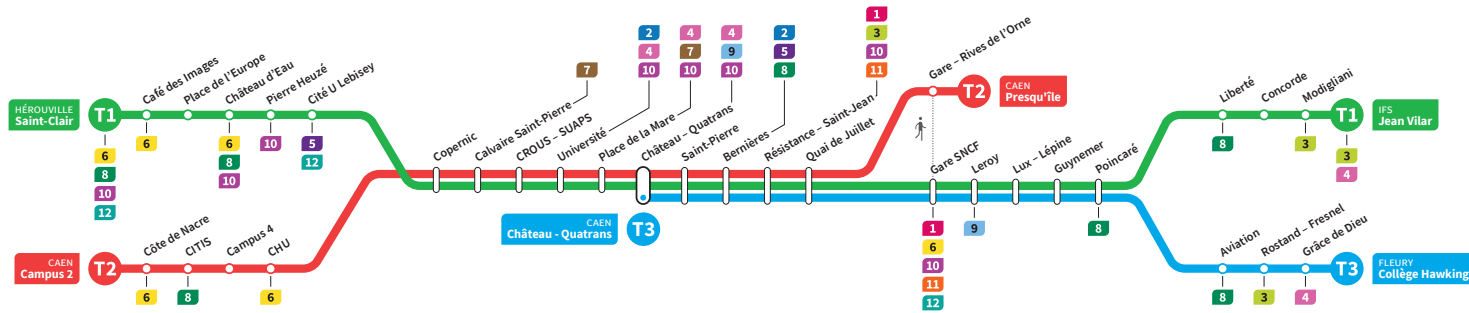 HÉROUVILLE
Saint-Clair
T1
6
8
10
12
Café des Images
6
Place de l'Europe
Château d'Eau
6
8
10
Pierre Heuzé
10
Cité U Lebisey
5
12
CAEN
Campus 2
T2
Côte de Nacre
6
CITIS
8
Campus 4
CHU
6
Copernic
Calvaire Saint-Pierre
7
CROUS – SUAPS
Université
2
4
10
Place de la Mare
4
7
10
Château – Quatrans
4
9
10
CAEN
Château - Quatrans
T3
Saint-Pierre
Bernières
2
5
8
Résistance – Saint-Jean
1
3
10
11
Quai de Juillet
Gare – Rives de l'Orne
T2
CAEN
Presqu'île
Gare SNCF
1
6
10
11
12
Leroy
9
Lux – Lépine
Guynemer
Poincaré
8
Liberté
8
Concorde
Modigliani
3
T1
3
4
IFS
Jean Vilar
Aviation
8
Rostand – Fresnel
3
Grâce de Dieu
4
T3
FLEURY
Collège Hawking